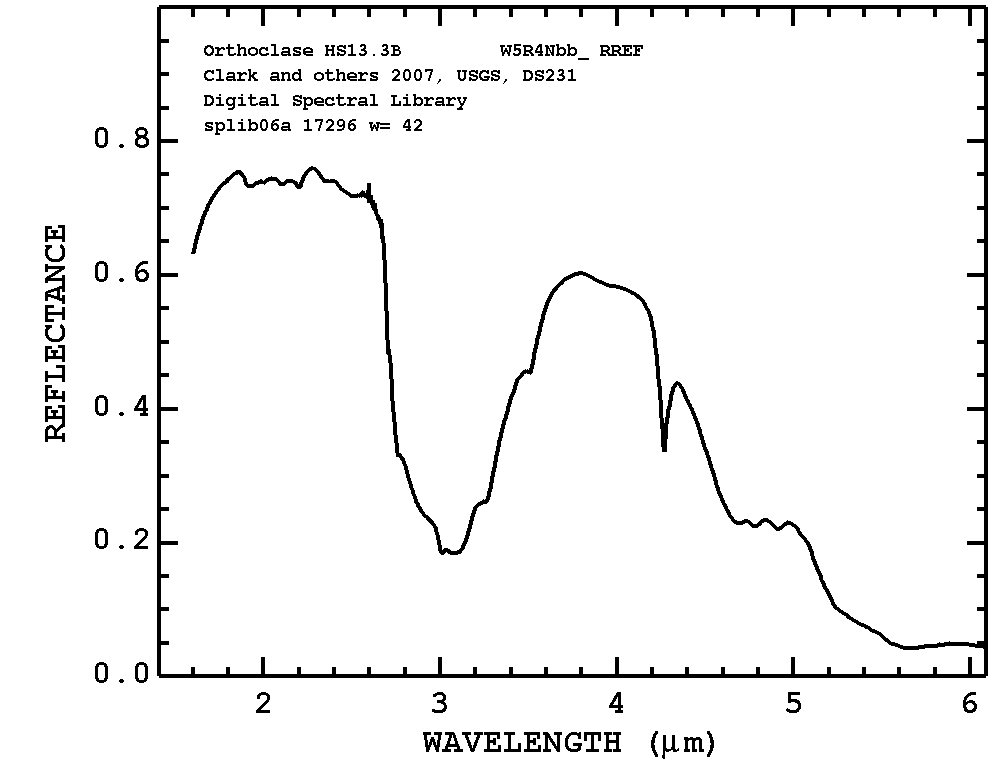 Orthoclase HS13.3B W5R4Nbb_ RREF
Clark and others 2007, USGS, DS231
Digital Spectral Library
splib06a 17296 w= 42
0.8
0.6
0.4
0.2
0.0
REFLECTANCE
2 3 4 5 6
WAVELENGTH (μm)